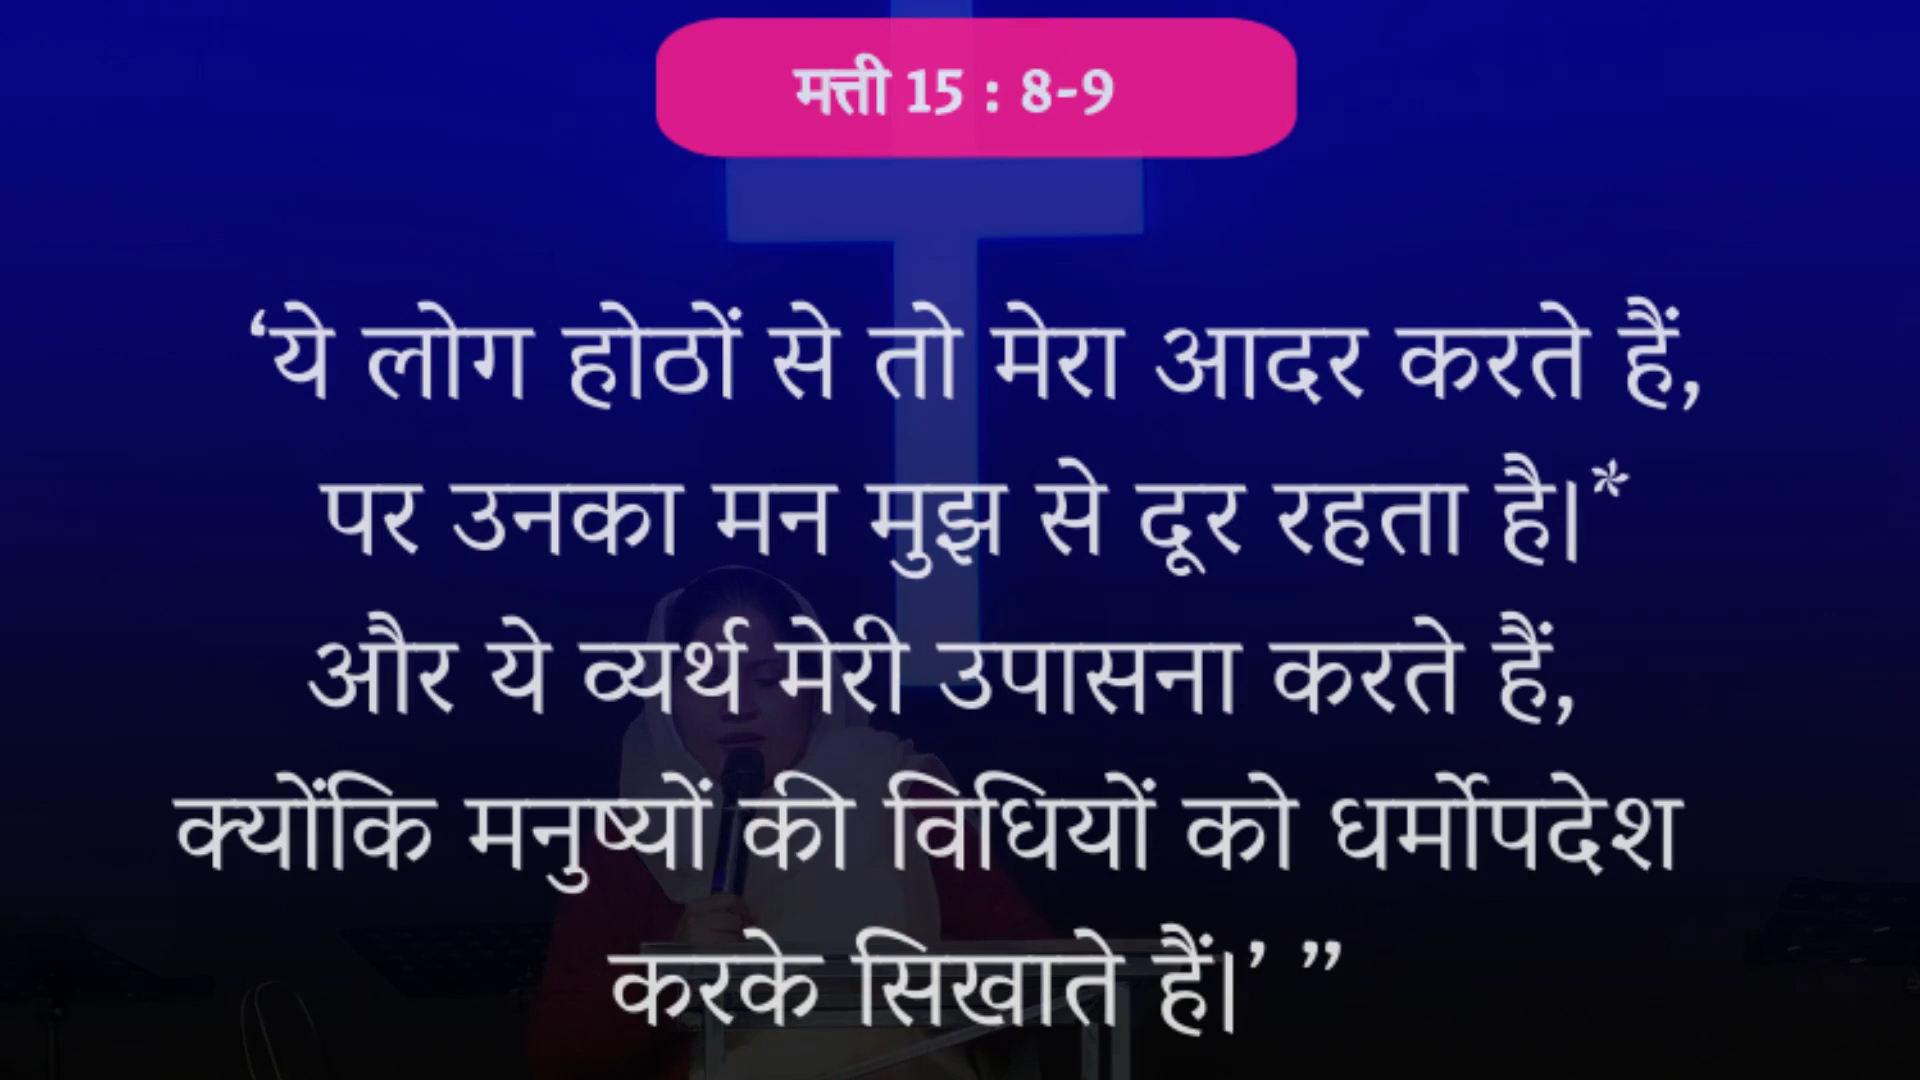 मत्ती 15 : 8-9
‘ये लोग होठों से तो मेरा आदर करते हैं,
पर उनका मन मुझ से दूर रहता है।*
और ये व्यर्थ मेरी उपासना करते हैं,
क्योंकि मनुष्यों की विधियों को धर्मोपदेश
करके सिखाते हैं।’ ”